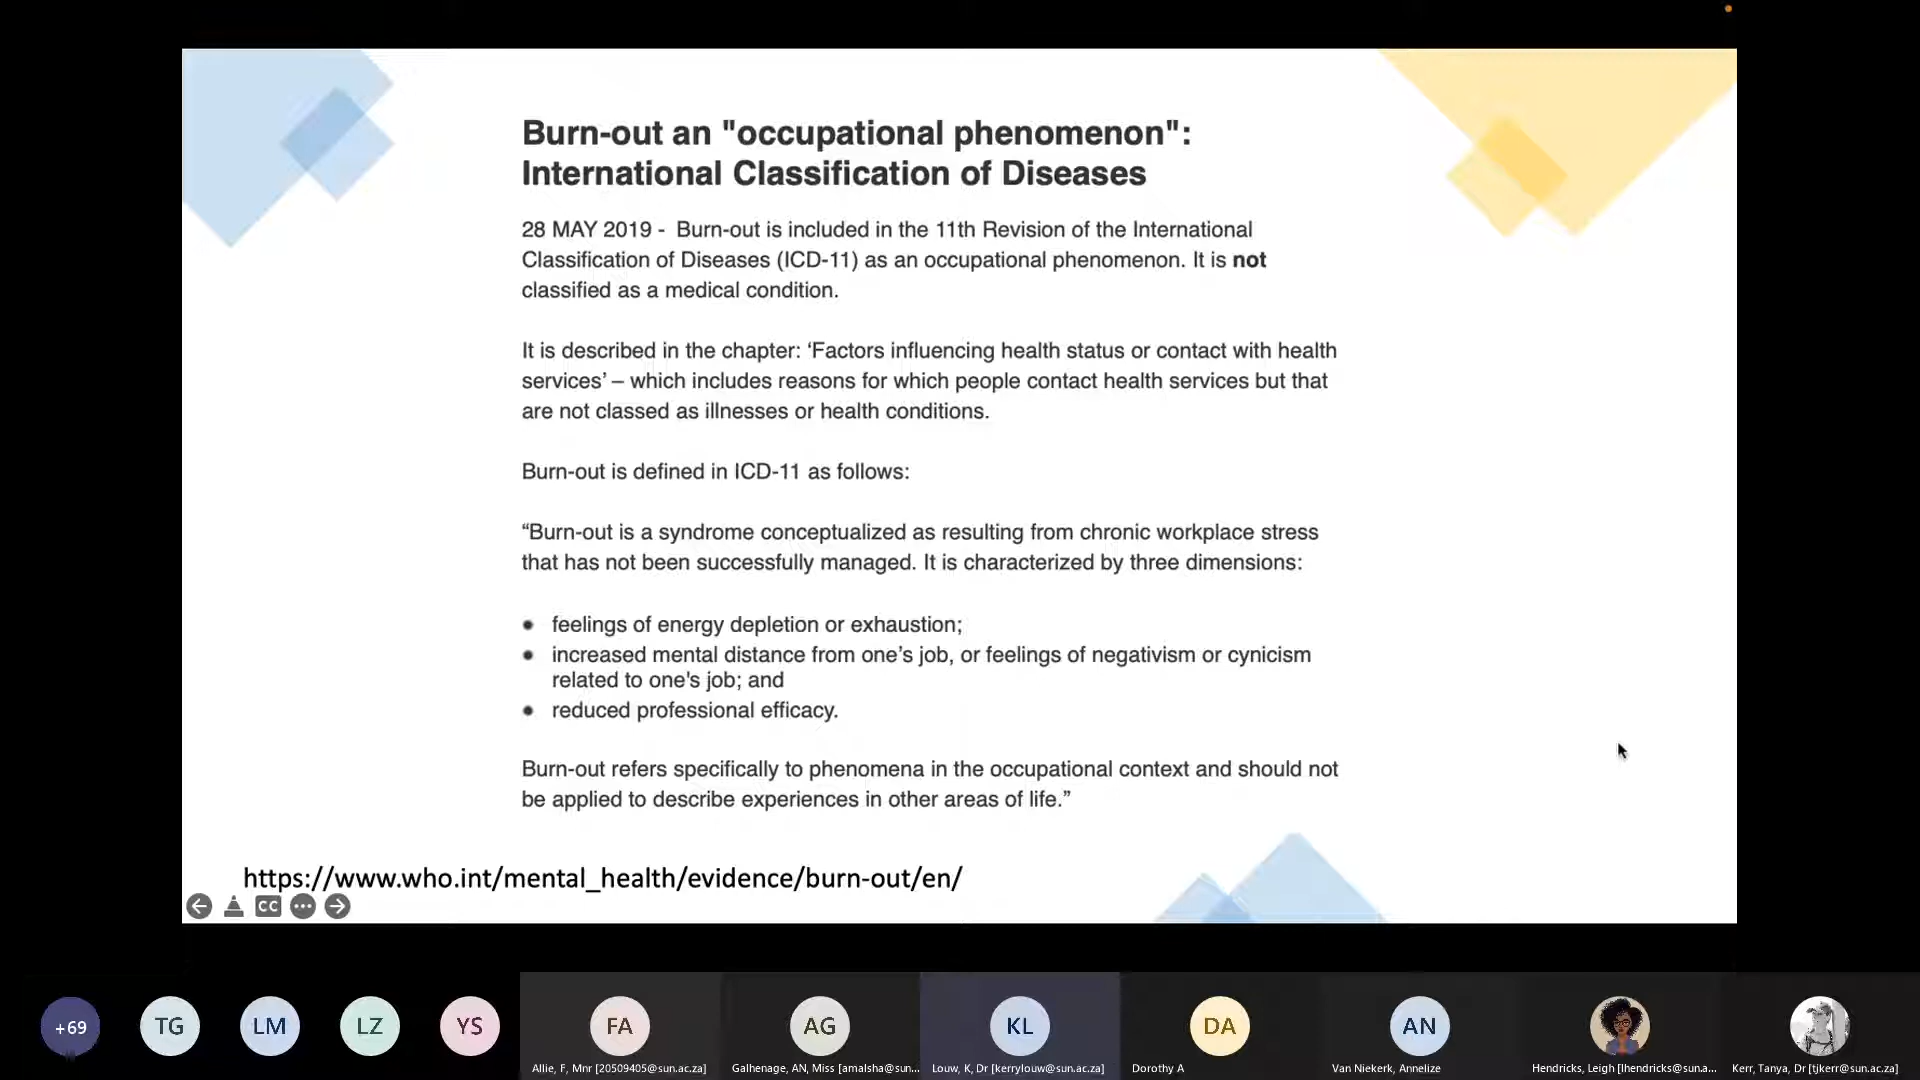 Burn-out an "occupational phenomenon":
International Classification of Diseases
28 MAY 2019 - Burn-out is included in the 11th Revision of the International
Classification of Diseases (ICD-11) as an occupational phenomenon. It is not
classified as a medical condition.
It is described in the chapter: ‘Factors influencing health status or contact with health
services’ – which includes reasons for which people contact health services but that
are not classed as illnesses or health conditions.
Burn-out is defined in ICD-11 as follows:
“Burn-out is a syndrome conceptualized as resulting from chronic workplace stress
that has not been successfully managed. It is characterized by three dimensions:
● feelings of energy depletion or exhaustion;
● increased mental distance from one’s job, or feelings of negativism or cynicism
related to one's job; and
● reduced professional efficacy.
Burn-out refers specifically to phenomena in the occupational context and should not
be applied to describe experiences in other areas of life.”
https://www.who.int/mental_health/evidence/burn-out/en/
CC
+69 TG LM LZ YS FA AG KL DA AN
Allie, F, Mnr [20509405@sun.ac.za] Galhenage, AN, Miss [amalsha@sun... Louw, K, Dr [kerrylouw@sun.ac.za] Dorothy A Van Niekerk, Annelize Hendricks, Leigh [lhendricks@sun.a... Kerr, Tanya, Dr [tjkerr@sun.ac.za]